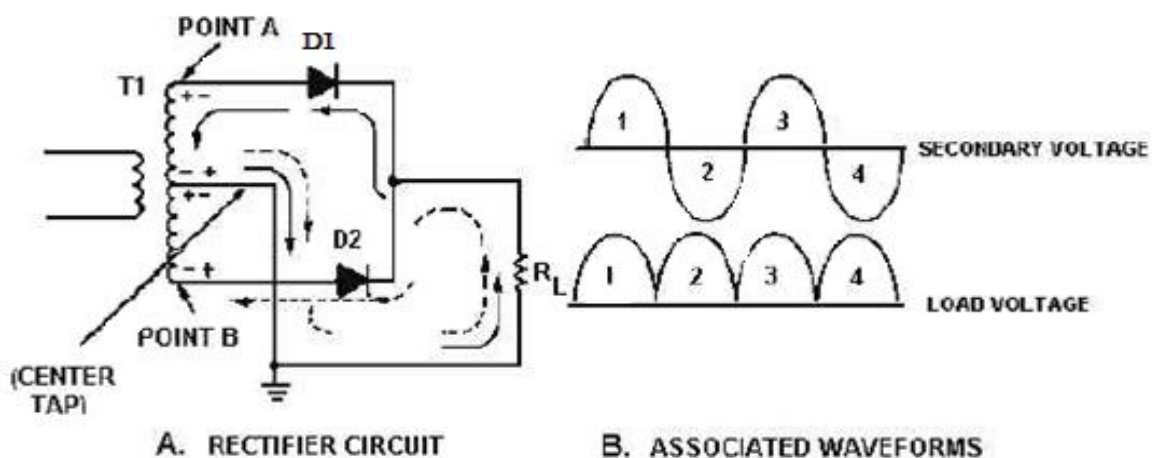 POINT A
D1
T1
+ -
- +
+ -
D2
- +
R L
POINT B
(CENTER
TAP)
A. RECTIFIER CIRCUIT
1
3
SECONDARY VOLTAGE
2
4
1
2
3
4
LOAD VOLTAGE
B. ASSOCIATED WAVEFORMS